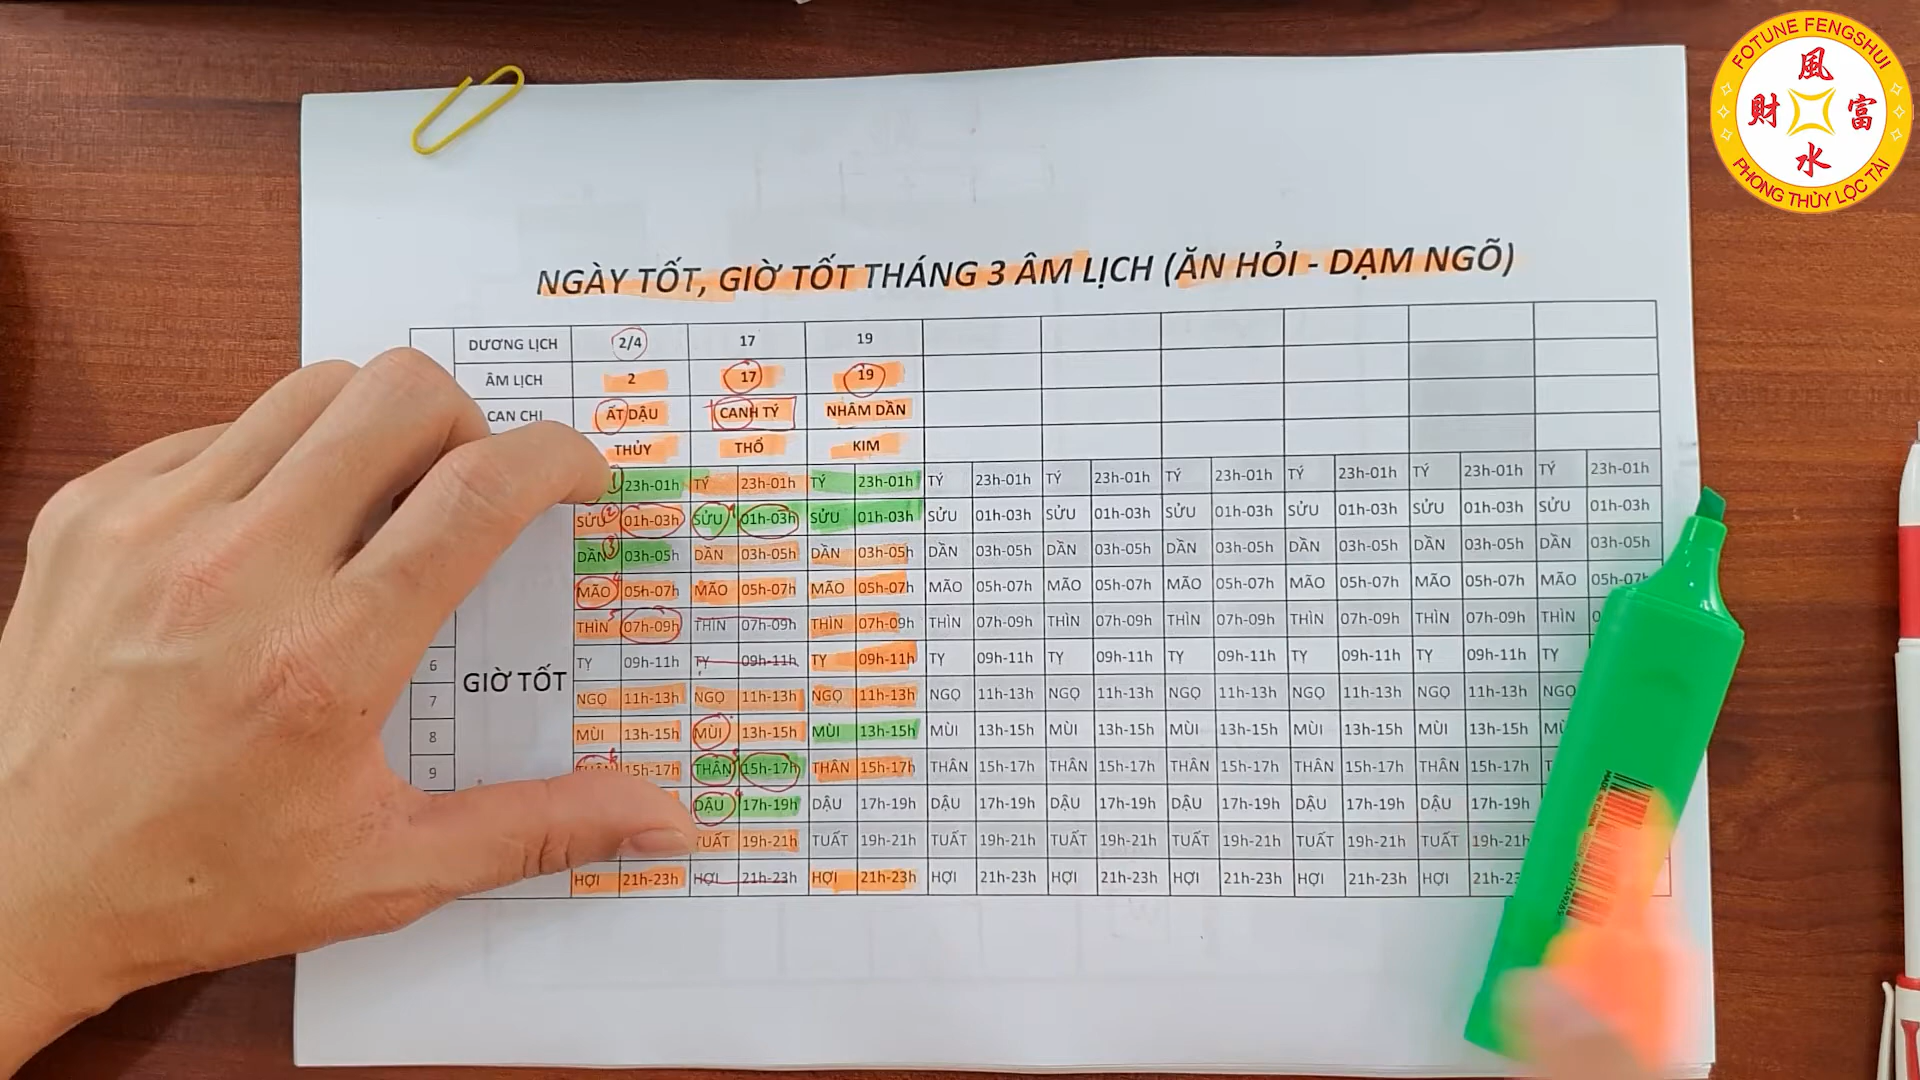 FOTUNE FENGSHUI
風
財 富
水
PHONG THỦY LỘC TÀI
NGÀY TỐT, GIỜ TỐT THÁNG 3 ÂM LỊCH (ĂN HỎI - DẠM NGÕ)
DƯƠNG LỊCH 2/4 17 19
ÂM LỊCH 2 17 19
CAN CHI ẤT DẬU CANH TÝ NHÂM DẦN
THỦY THỔ KIM
1 23h-01h TÝ 23h-01h TÝ 23h-01h TÝ 23h-01h TÝ 23h-01h TÝ 23h-01h TÝ 23h-01h TÝ 23h-01h TÝ 23h-01h
SỬU 2 01h-03h SỬU 01h-03h SỬU 01h-03h SỬU 01h-03h SỬU 01h-03h SỬU 01h-03h SỬU 01h-03h SỬU 01h-03h SỬU 01h-03h
DẦN 3 03h-05h DẦN 03h-05h DẦN 03h-05h DẦN 03h-05h DẦN 03h-05h DẦN 03h-05h DẦN 03h-05h DẦN 03h-05h DẦN 03h-05h
MÃO 05h-07h MÃO 05h-07h MÃO 05h-07h MÃO 05h-07h MÃO 05h-07h MÃO 05h-07h MÃO 05h-07h MÃO 05h-07h MÃO 05h-07h
THÌN 07h-09h THÌN 07h-09h THÌN 07h-09h THÌN 07h-09h THÌN 07h-09h THÌN 07h-09h THÌN 07h-09h THÌN 07h-09h THÌN
6 TỴ 09h-11h TỴ 09h-11h TỴ 09h-11h TỴ 09h-11h TỴ 09h-11h TỴ 09h-11h TỴ 09h-11h TỴ 09h-11h TỴ
GIỜ TỐT
7 NGỌ 11h-13h NGỌ 11h-13h NGỌ 11h-13h NGỌ 11h-13h NGỌ 11h-13h NGỌ 11h-13h NGỌ 11h-13h NGỌ 11h-13h NGỌ
8 MÙI 13h-15h MÙI 13h-15h MÙI 13h-15h MÙI 13h-15h MÙI 13h-15h MÙI 13h-15h MÙI 13h-15h MÙI 13h-15h
9 THÂN 15h-17h THÂN 15h-17h THÂN 15h-17h THÂN 15h-17h THÂN 15h-17h THÂN 15h-17h THÂN 15h-17h THÂN 15h-17h
DẬU 17h-19h DẬU 17h-19h DẬU 17h-19h DẬU 17h-19h DẬU 17h-19h DẬU 17h-19h DẬU 17h-19h
TUẤT 19h-21h TUẤT 19h-21h TUẤT 19h-21h TUẤT 19h-21h TUẤT 19h-21h TUẤT 19h-21h TUẤT 19h-21h
HỢI 21h-23h HỢI 21h-23h HỢI 21h-23h HỢI 21h-23h HỢI 21h-23h HỢI 21h-23h HỢI 21h-23h HỢI
MADE IN CHINA